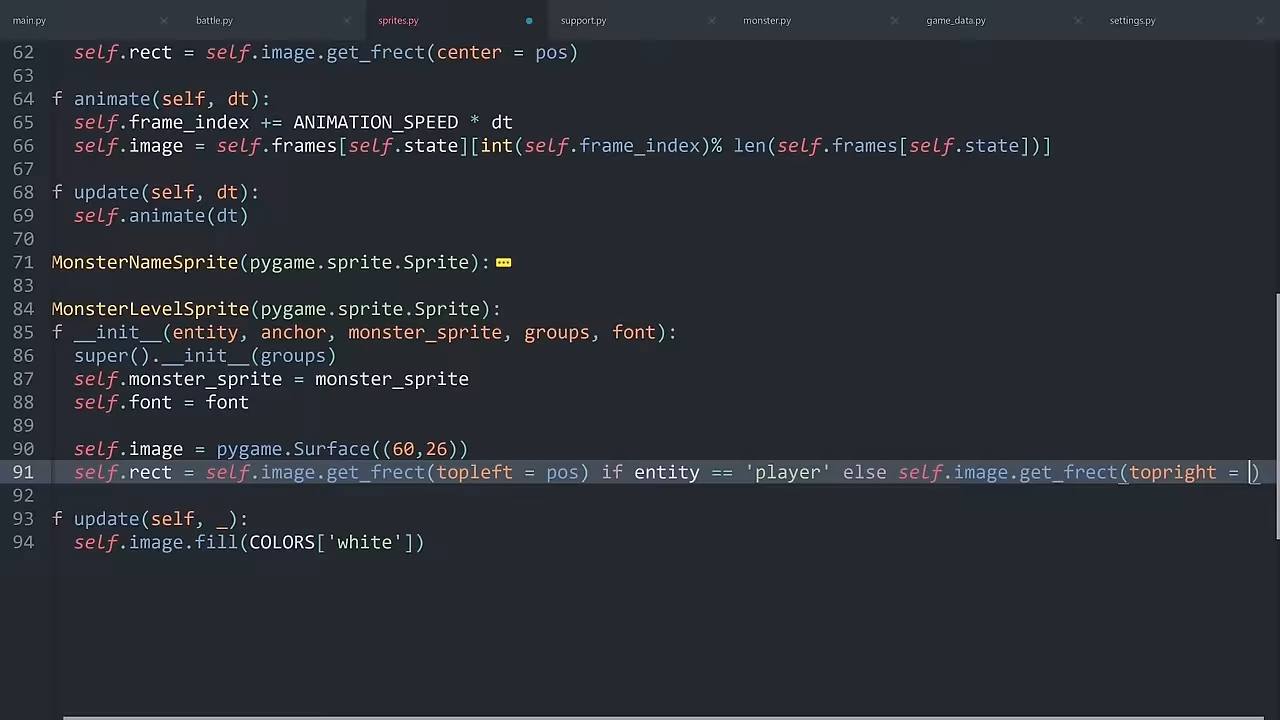 main.py battle.py sprites.py support.py monster.py game_data.py settings.py
62 self.rect = self.image.get_frect(center = pos)
63
64 f animate(self, dt):
65 self.frame_index += ANIMATION_SPEED * dt
66 self.image = self.frames[self.state][int(self.frame_index)% len(self.frames[self.state])]
67
68 f update(self, dt):
69 self.animate(dt)
70
71 MonsterNameSprite(pygame.sprite.Sprite):
83
84 MonsterLevelSprite(pygame.sprite.Sprite):
85 f __init__(entity, anchor, monster_sprite, groups, font):
86 super().__init__(groups)
87 self.monster_sprite = monster_sprite
88 self.font = font
89
90 self.image = pygame.Surface((60,26))
91 self.rect = self.image.get_frect(topleft = pos) if entity == 'player' else self.image.get_frect(topright = )
92
93 f update(self, _):
94 self.image.fill(COLORS['white'])